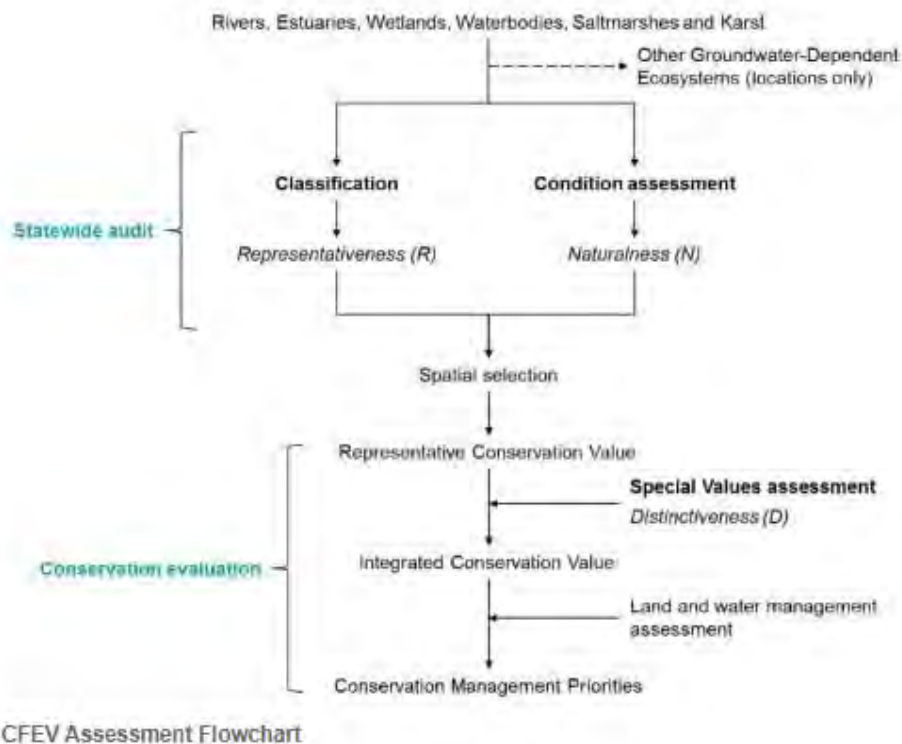 Rivers, Estuaries, Wetlands, Waterbodies, Saltmarshes and Karst
Other Groundwater-Dependent
Ecosystems (locations only)
Classification
Condition assessment
Statewide audit
Representativeness (R)
Naturalness (N)
Spatial selection
Representative Conservation Value
Special Values assessment
Distinctiveness (D)
Conservation evaluation
Integrated Conservation Value
Land and water management
assessment
Conservation Management Priorities
CFEV Assessment Flowchart